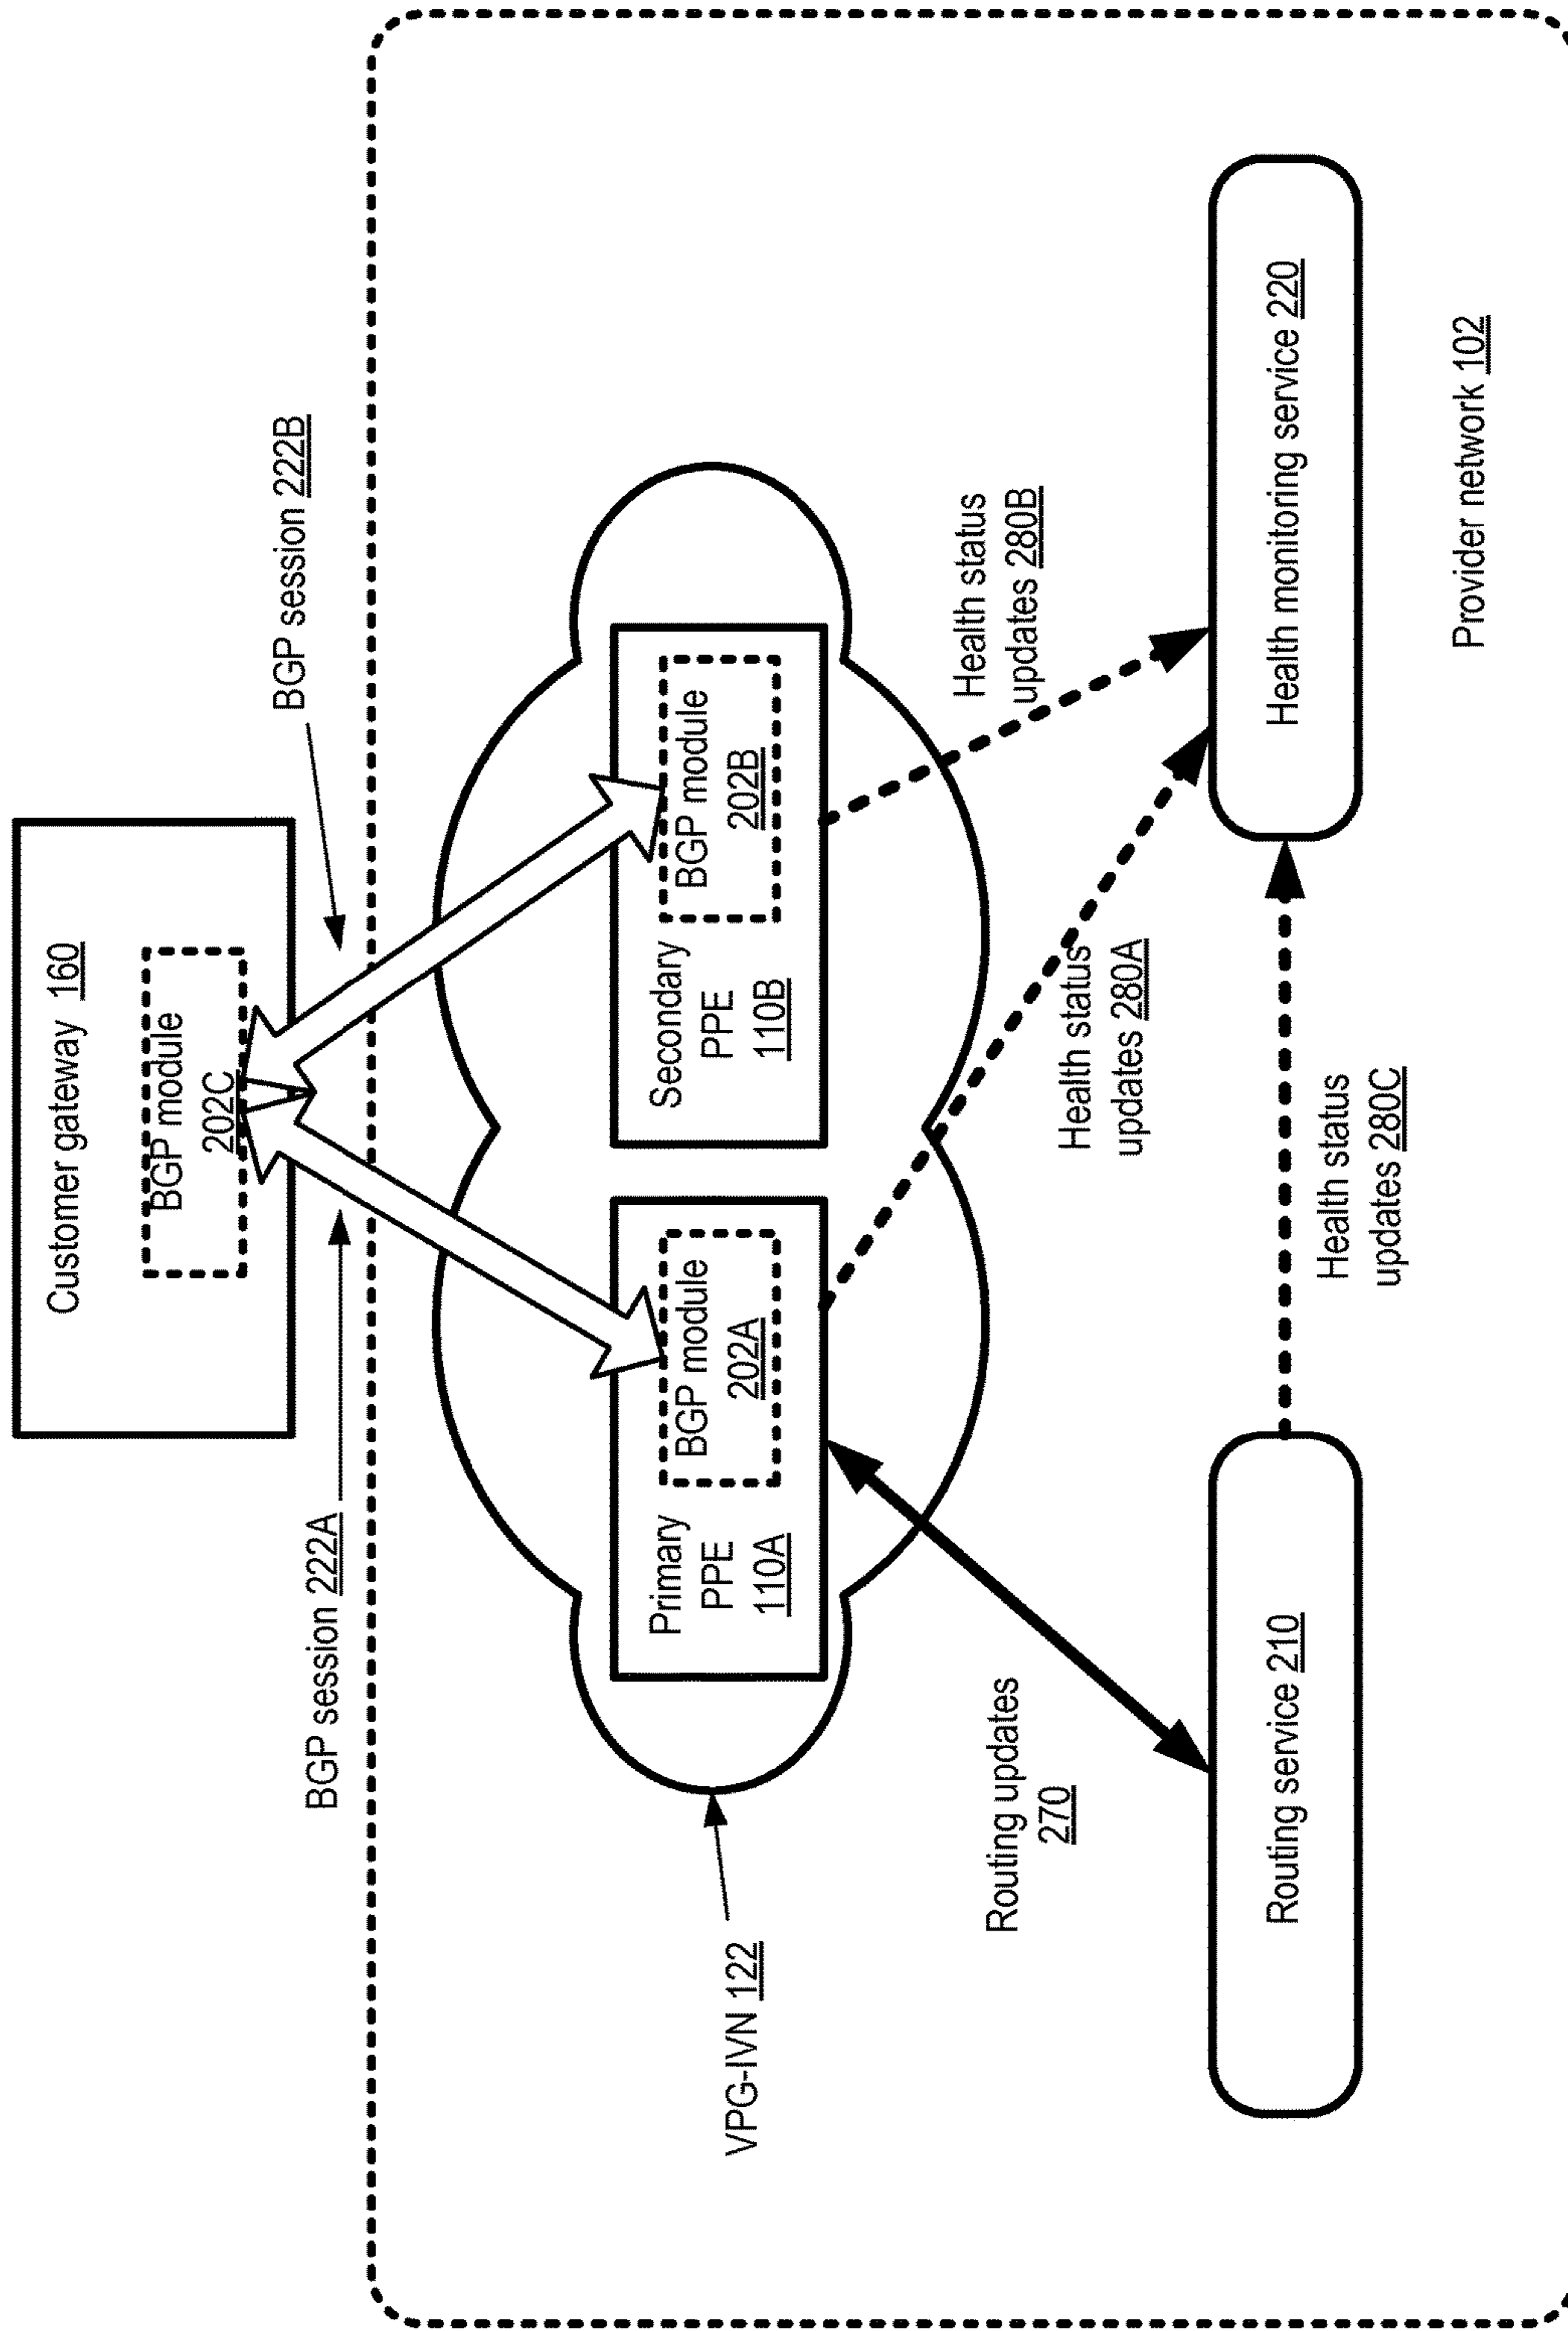 Customer gateway 160
BGP module
202C
BGP session 222A
BGP session 222B
VPG-IVN 122
Primary
PPE
110A
BGP module
202A
Secondary
PPE
110B
BGP module
202B
Routing updates
270
Health status
updates 280A
Health status
updates 280B
Routing service 210
Health status
updates 280C
Health monitoring service 220
Provider network 102